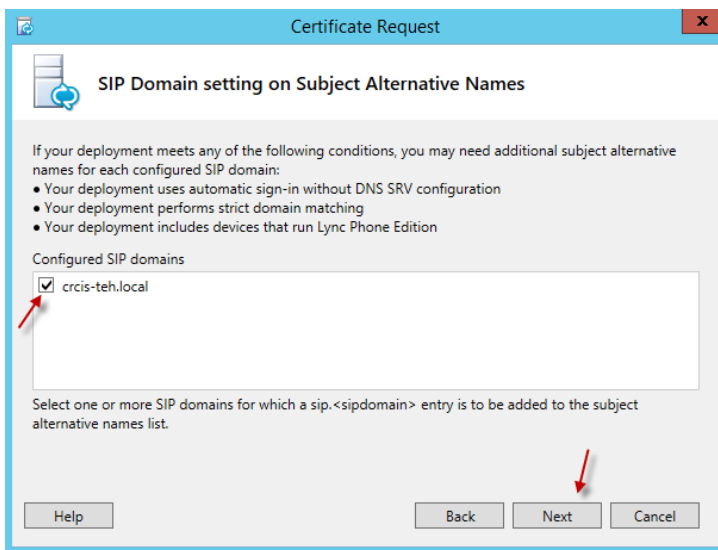 Certificate Request
x
SIP Domain setting on Subject Alternative Names
If your deployment meets any of the following conditions, you may need additional subject alternative
names for each configured SIP domain:
● Your deployment uses automatic sign-in without DNS SRV configuration
● Your deployment performs strict domain matching
● Your deployment includes devices that run Lync Phone Edition
Configured SIP domains
crcis-teh.local
Select one or more SIP domains for which a sip.<sipdomain> entry is to be added to the subject
alternative names list.
Help
Back
Next
Cancel